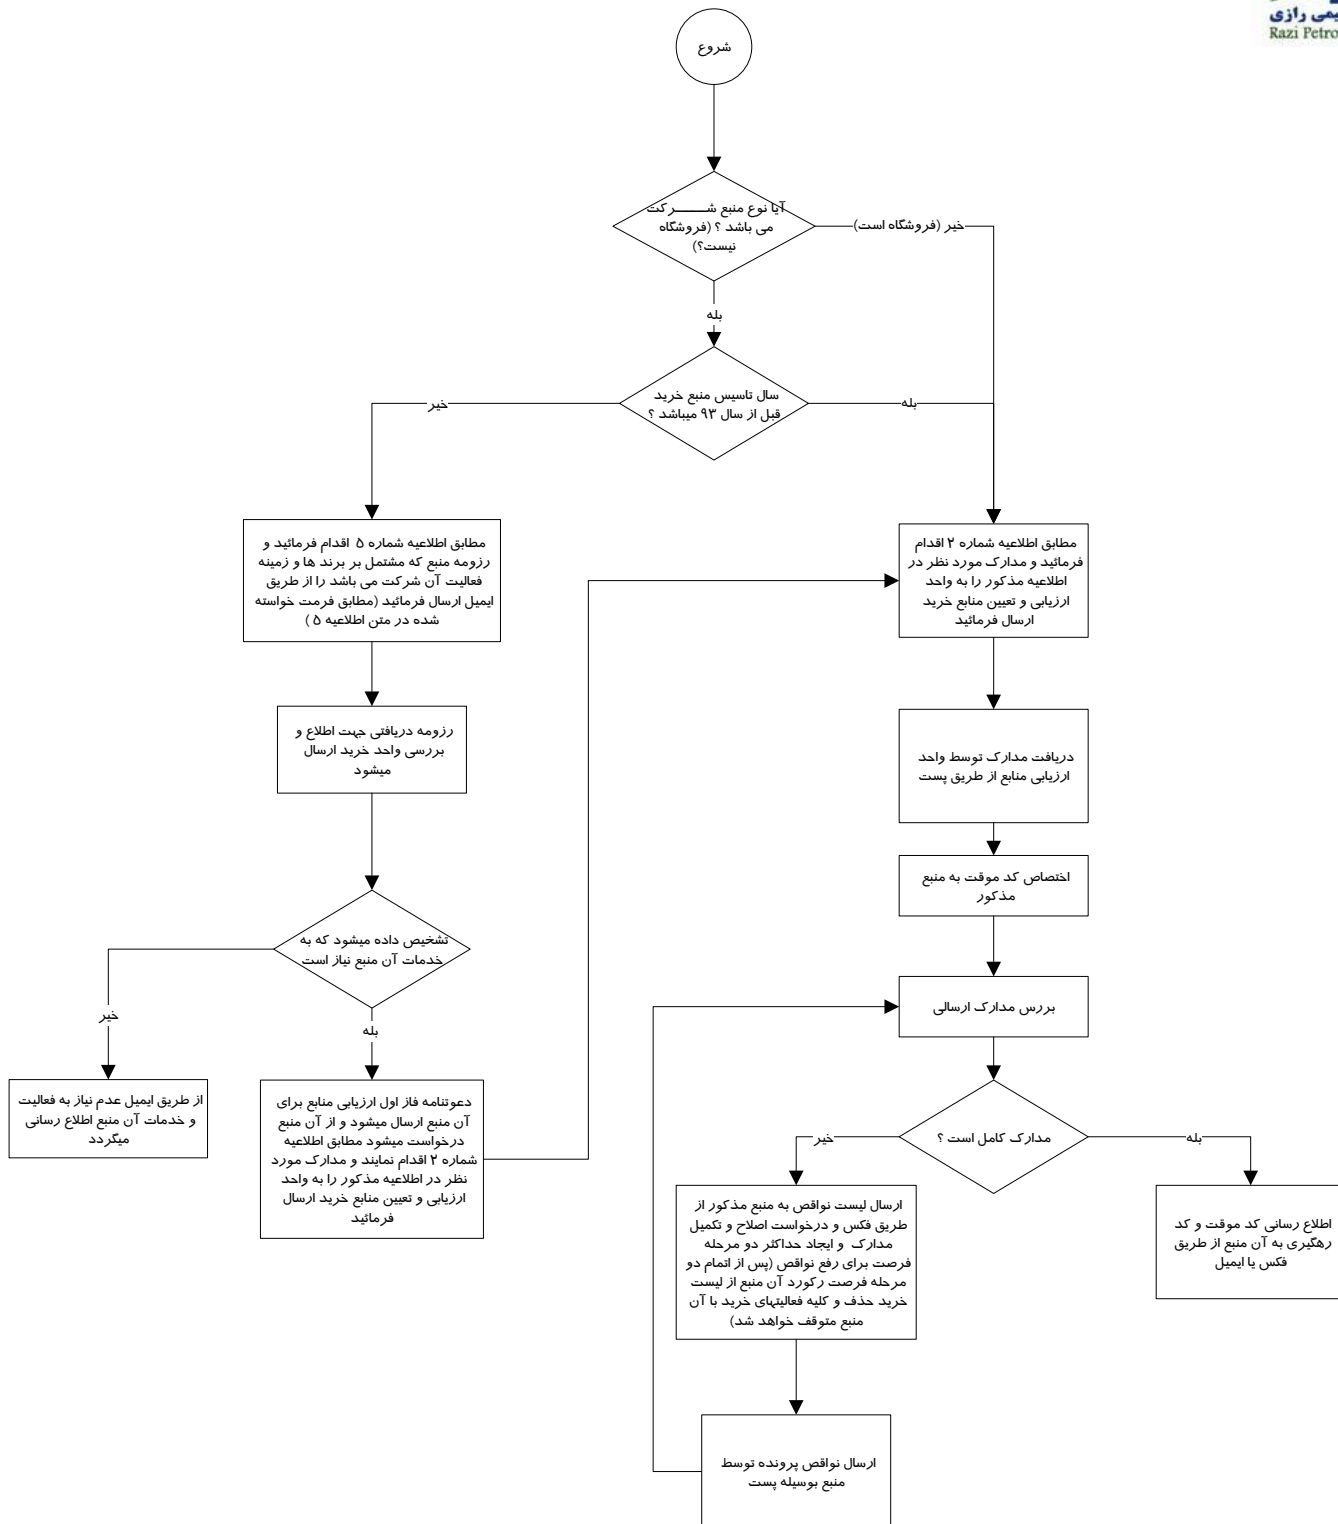 یمی رازی
Razi Petro
شروع
آیا نوع منبع شـــــرکت
می باشد ؟ (فروشگاه
نیست؟)
خیر (فروشگاه است)
بله
سال تاسیس منبع خرید
قبل از سال ۹۳ میباشد ؟
خیر
بله
مطابق اطلاعیه شماره ۵ اقدام فرمائید و
رزومه منبع که مشتمل بر برند ها و زمینه
فعالیت آن شرکت می باشد را از طریق
ایمیل ارسال فرمائید (مطابق فرمت خواسته
شده در متن اطلاعیه ۵ )
مطابق اطلاعیه شماره ۲ اقدام
فرمائید و مدارک مورد نظر در
اطلاعیه مذکور را به واحد
ارزیابی و تعیین منابع خرید
ارسال فرمائید
رزومه دریافتی جهت اطلاع و
بررسی واحد خرید ارسال
میشود
دریافت مدارک توسط واحد
ارزیابی منابع از طریق پست
اختصاص کد موقت به منبع
مذکور
تشخیص داده میشود که به
خدمات آن منبع نیاز است
خیر
بله
بررس مدارک ارسالی
از طریق ایمیل عدم نیاز به فعالیت
و خدمات آن منبع اطلاع رسانی
میگردد
دعوتنامه فاز اول ارزیابی منابع برای
آن منبع ارسال میشود و از آن منبع
درخواست میشود مطابق اطلاعیه
شماره ۲ اقدام نمایند و مدارک مورد
نظر در اطلاعیه مذکور را به واحد
ارزیابی و تعیین منابع خرید ارسال
فرمائید
مدارک کامل است ؟
خیر
بله
ارسال لیست نواقص به منبع مذکور از
طریق فکس و درخواست اصلاح و تکمیل
مدارک و ایجاد حداکثر دو مرحله
فرصت برای رفع نواقص (پس از اتمام دو
مرحله فرصت رکورد آن منبع از لیست
خرید حذف و کلیه فعالیتهای خرید با آن
منبع متوقف خواهد شد)
اطلاع رسانی کد موقت و کد
رهگیری به آن منبع از طریق
فکس یا ایمیل
ارسال نواقص پرونده توسط
منبع بوسیله پست